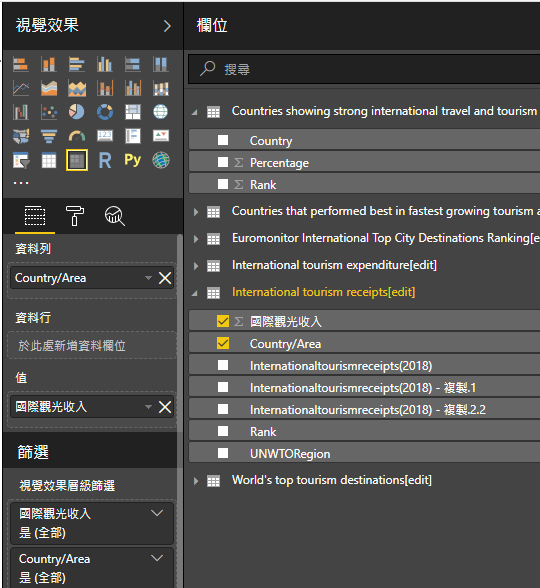 視覺效果
R
Py
資料列
Country/Area
資料行
於此處新增資料欄位
值
國際觀光收入
篩選
視覺效果層級篩選
國際觀光收入
是 (全部)
Country/Area
是 (全部)
欄位
搜尋
Countries showing strong international travel and tourism
Country
Σ Percentage
Σ Rank
Countries that performed best in fastest growing tourism a
Euromonitor International Top City Destinations Ranking[e
International tourism expenditure[edit]
International tourism receipts[edit]
Σ 國際觀光收入
Country/Area
Internationaltourismreceipts(2018)
Internationaltourismreceipts(2018) - 複製.1
Internationaltourismreceipts(2018) - 複製.2.2
Rank
UNWTORegion
World's top tourism destinations[edit]